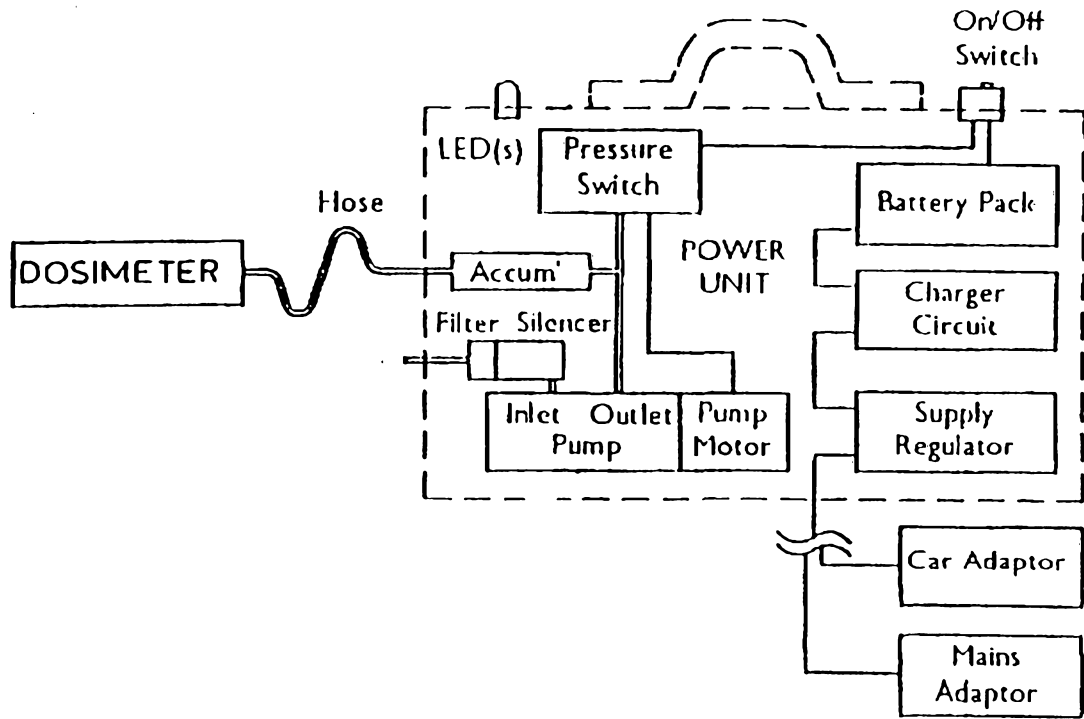 On/Off
Switch
LED(s)
Pressure
Switch
Battery Pack
Hose
DOSIMETER
Accum'
POWER
UNIT
Charger
Circuit
Filter Silencer
Inlet Outlet
Pump
Pump
Motor
Supply
Regulator
Car Adaptor
Mains
Adaptor